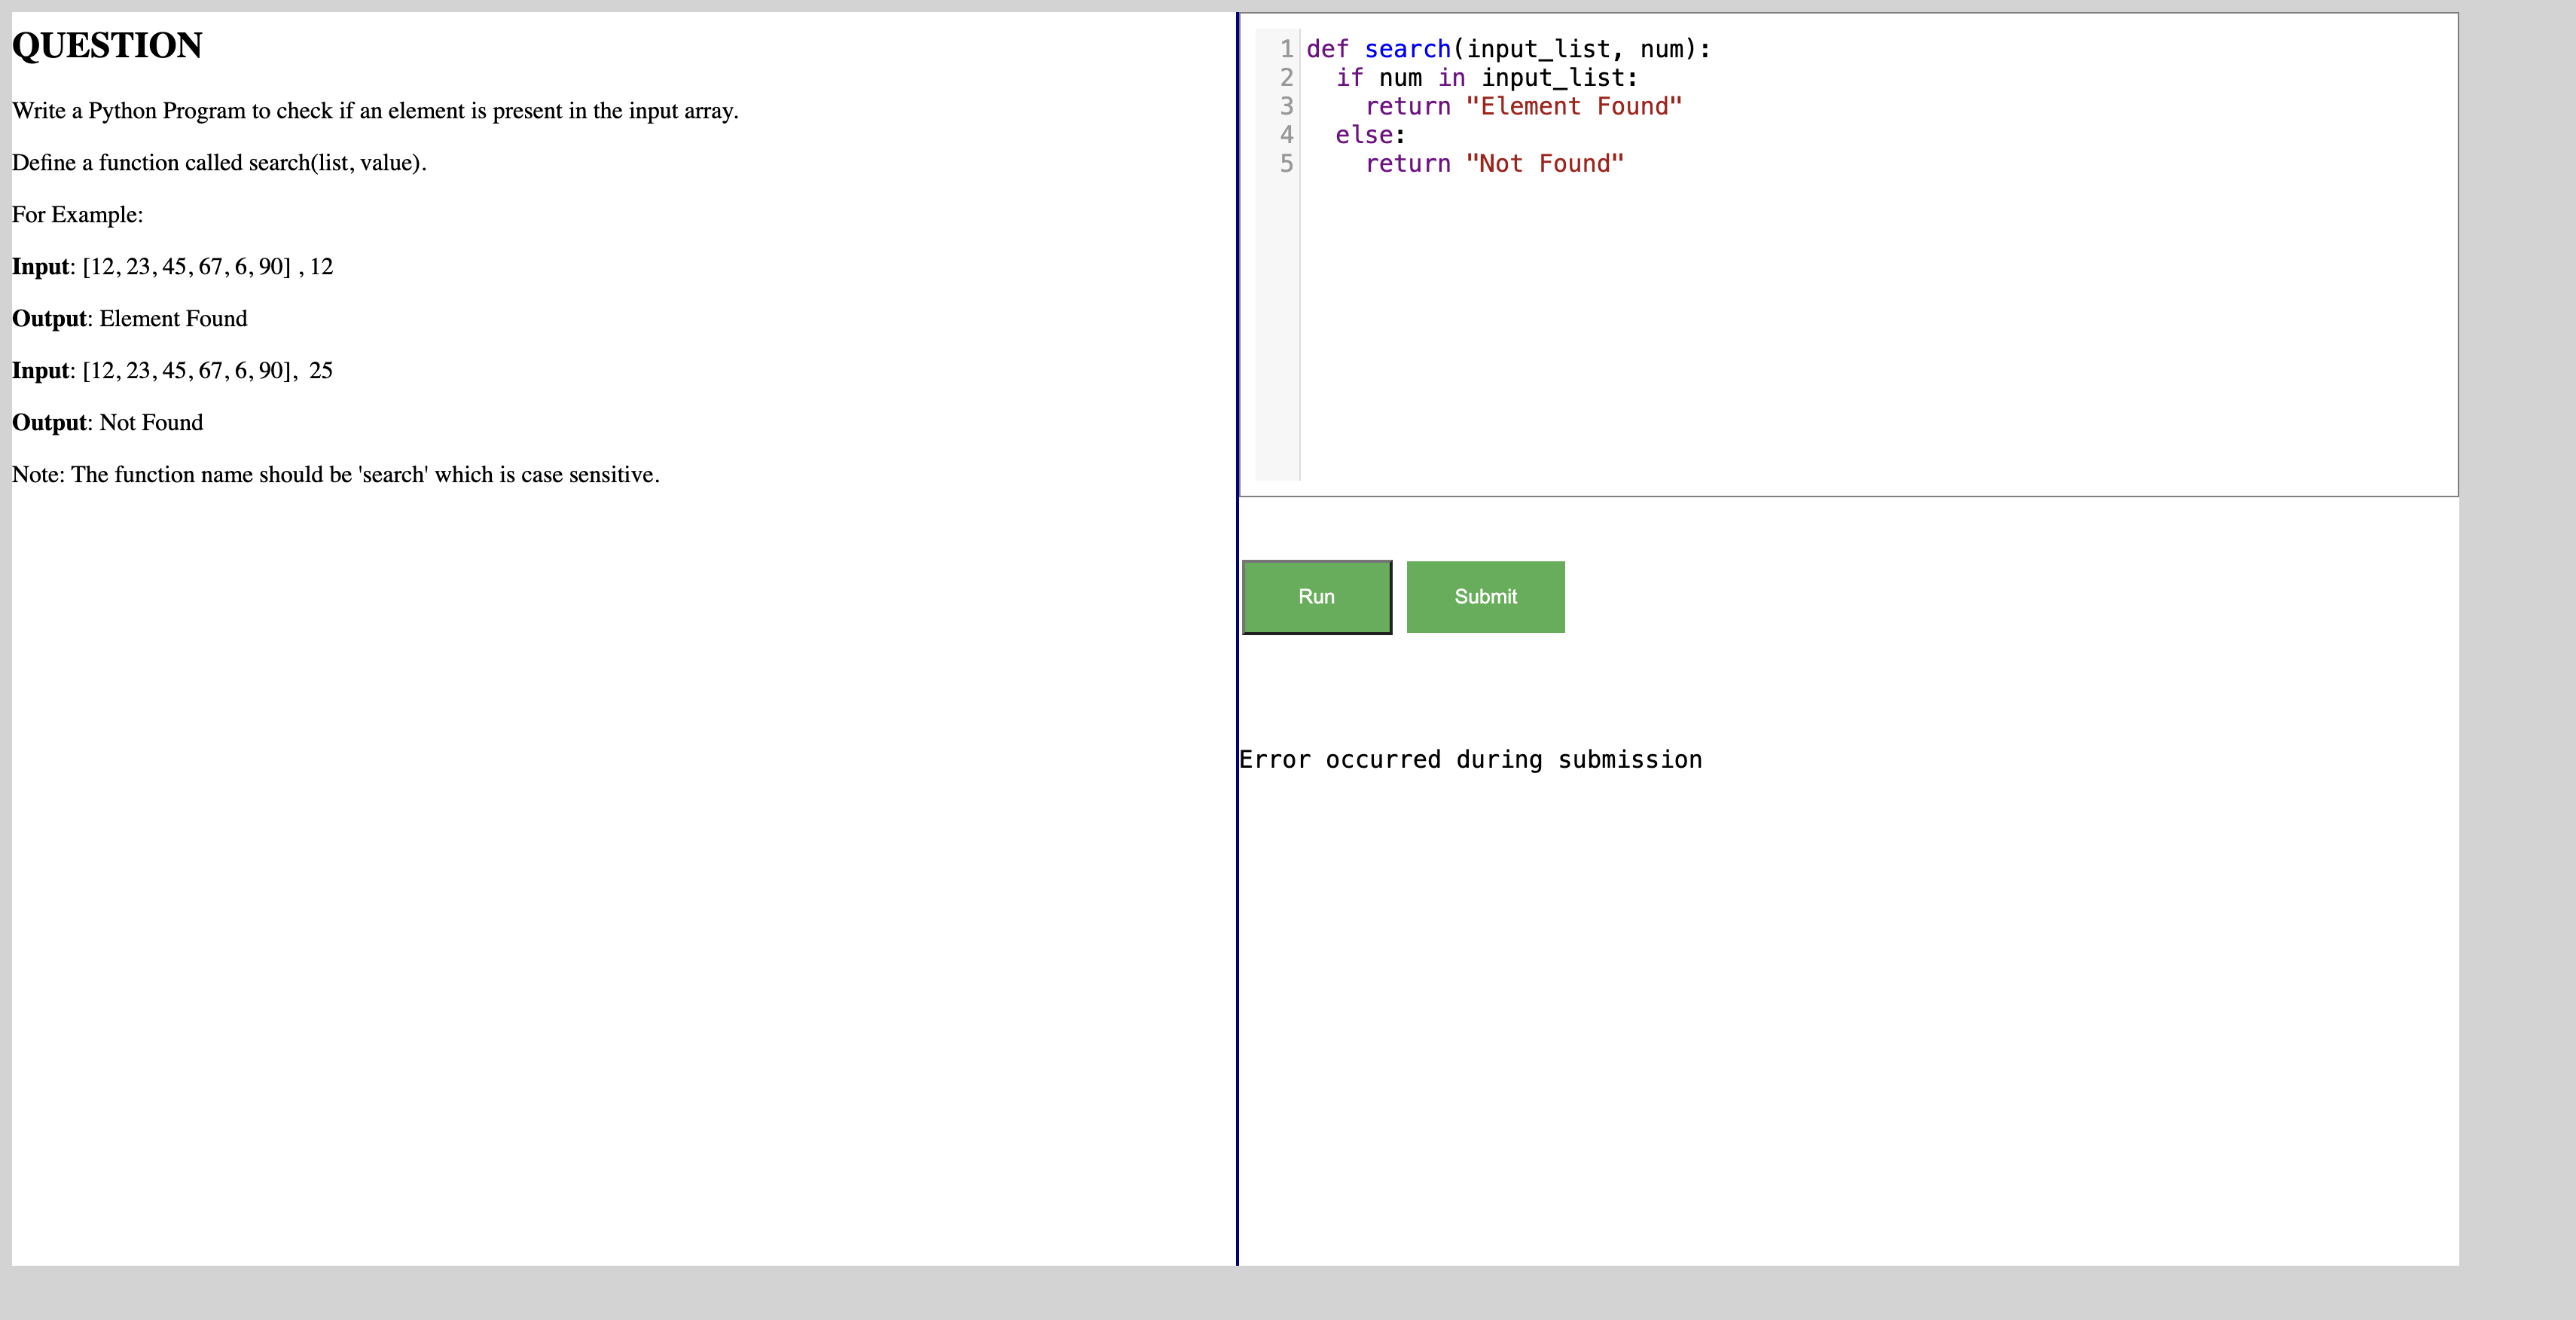 QUESTION
Write a Python Program to check if an element is present in the input array.
Define a function called search(list, value).
For Example:
Input: [12, 23, 45, 67, 6, 90] , 12
Output: Element Found
Input: [12, 23, 45, 67, 6, 90],  25
Output: Not Found
Note: The function name should be 'search' which is case sensitive.
1 def search(input_list, num):
2   if num in input_list:
3     return "Element Found"
4   else:
5     return "Not Found"
Run Submit
Error occurred during submission